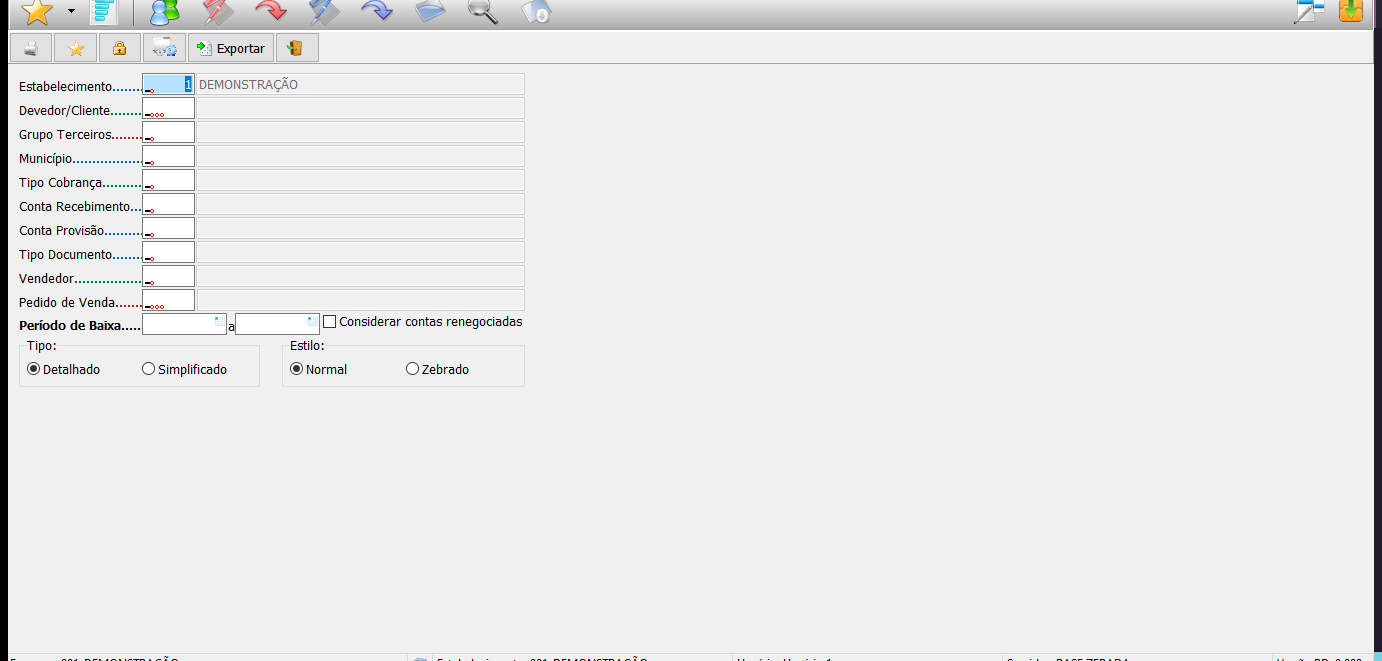 Exportar
Estabelecimento....... 1 DEMONSTRAÇÃO
Devedor/Cliente........
Grupo Terceiros........
Município.................
Tipo Cobrança..........
Conta Recebimento...
Conta Provisão..........
Tipo Documento........
Vendedor.................
Pedido de Venda.......
Período de Baixa..... a Considerar contas renegociadas
Tipo: Estilo:
Detalhado Simplificado Normal Zebrado